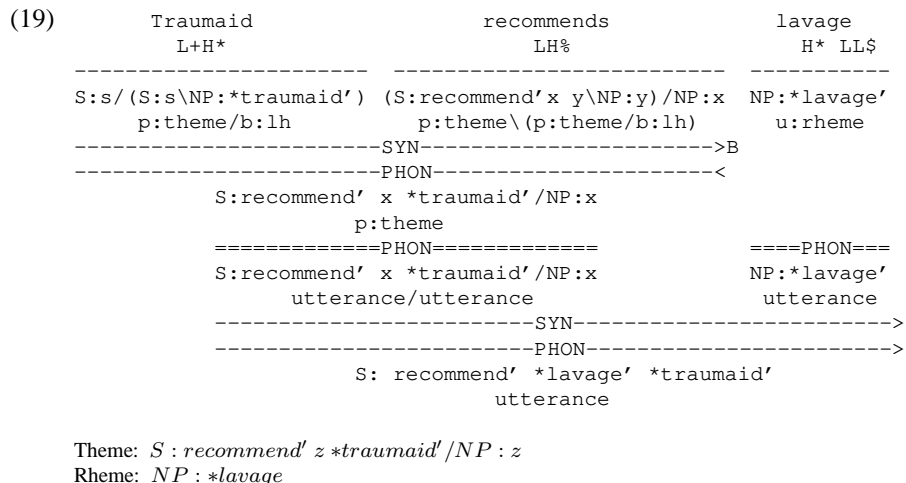 (19) Traumaid recommends lavage
L+H* LH% H* LL$
----------------------- -------------------------- -----------
S:s/(S:s\NP:*traumaid') (S:recommend'x y\NP:y)/NP:x NP:*lavage'
p:theme/b:lh p:theme\(p:theme/b:lh) u:rheme
------------------------SYN------------------------>B
------------------------PHON-----------------------<
S:recommend' x *traumaid'/NP:x
p:theme
=============PHON============= ====PHON===
S:recommend' x *traumaid'/NP:x NP:*lavage'
utterance/utterance utterance
-------------------------SYN------------------------>
-------------------------PHON----------------------->
S: recommend' *lavage' *traumaid'
utterance
Theme: S : recommend′ z ∗traumaid′/NP : z
Rheme: NP : ∗lavage